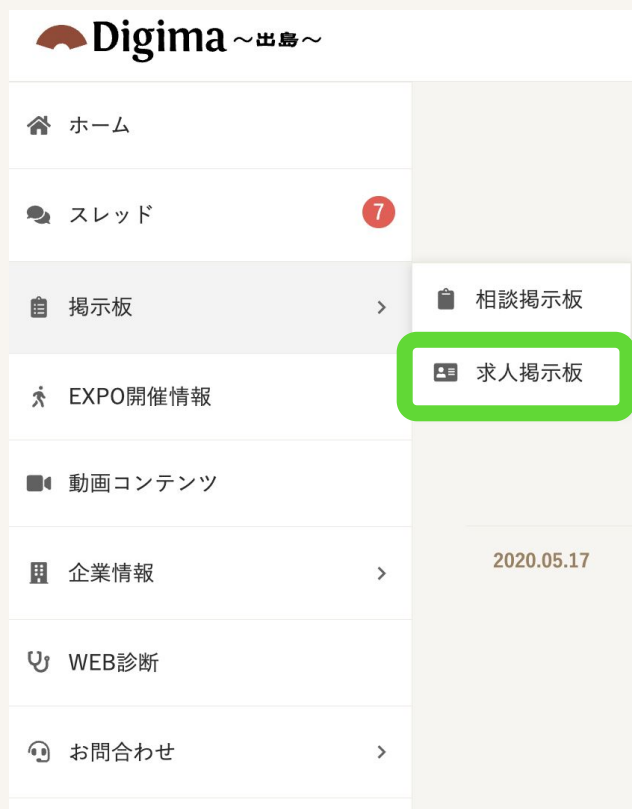 Digima～出島～
ホーム
スレッド 7
掲示板
相談掲示板
求人掲示板
EXPO開催情報
動画コンテンツ
企業情報
2020.05.17
WEB診断
お問合わせ